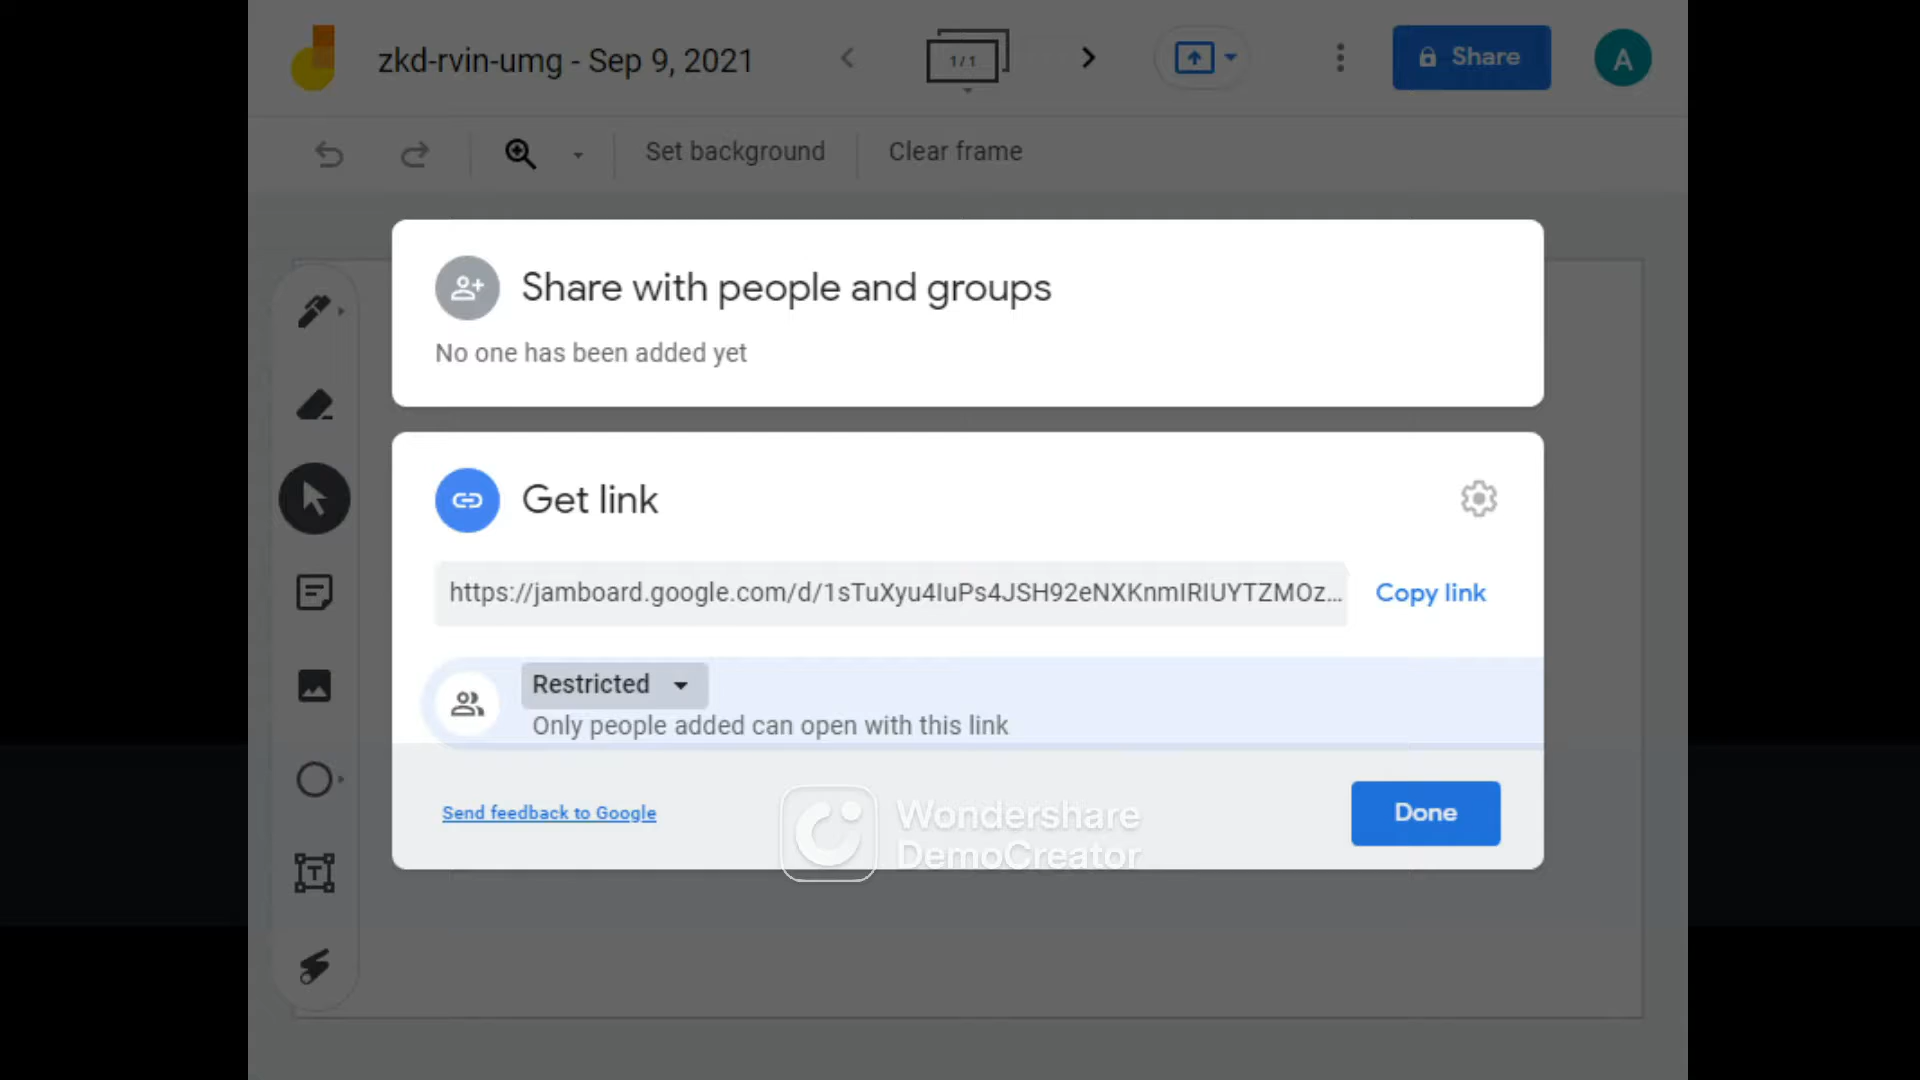 zkd-rvin-umg - Sep 9, 2021
1/1
Share
A
Set background
Clear frame
Share with people and groups
No one has been added yet
Get link
https://jamboard.google.com/d/1sTuXyu4IuPs4JSH92eNXKnmIRIUYTZMOz...
Copy link
Restricted
Only people added can open with this link
Send feedback to Google
Wondershare
DemoCreator
Done
T